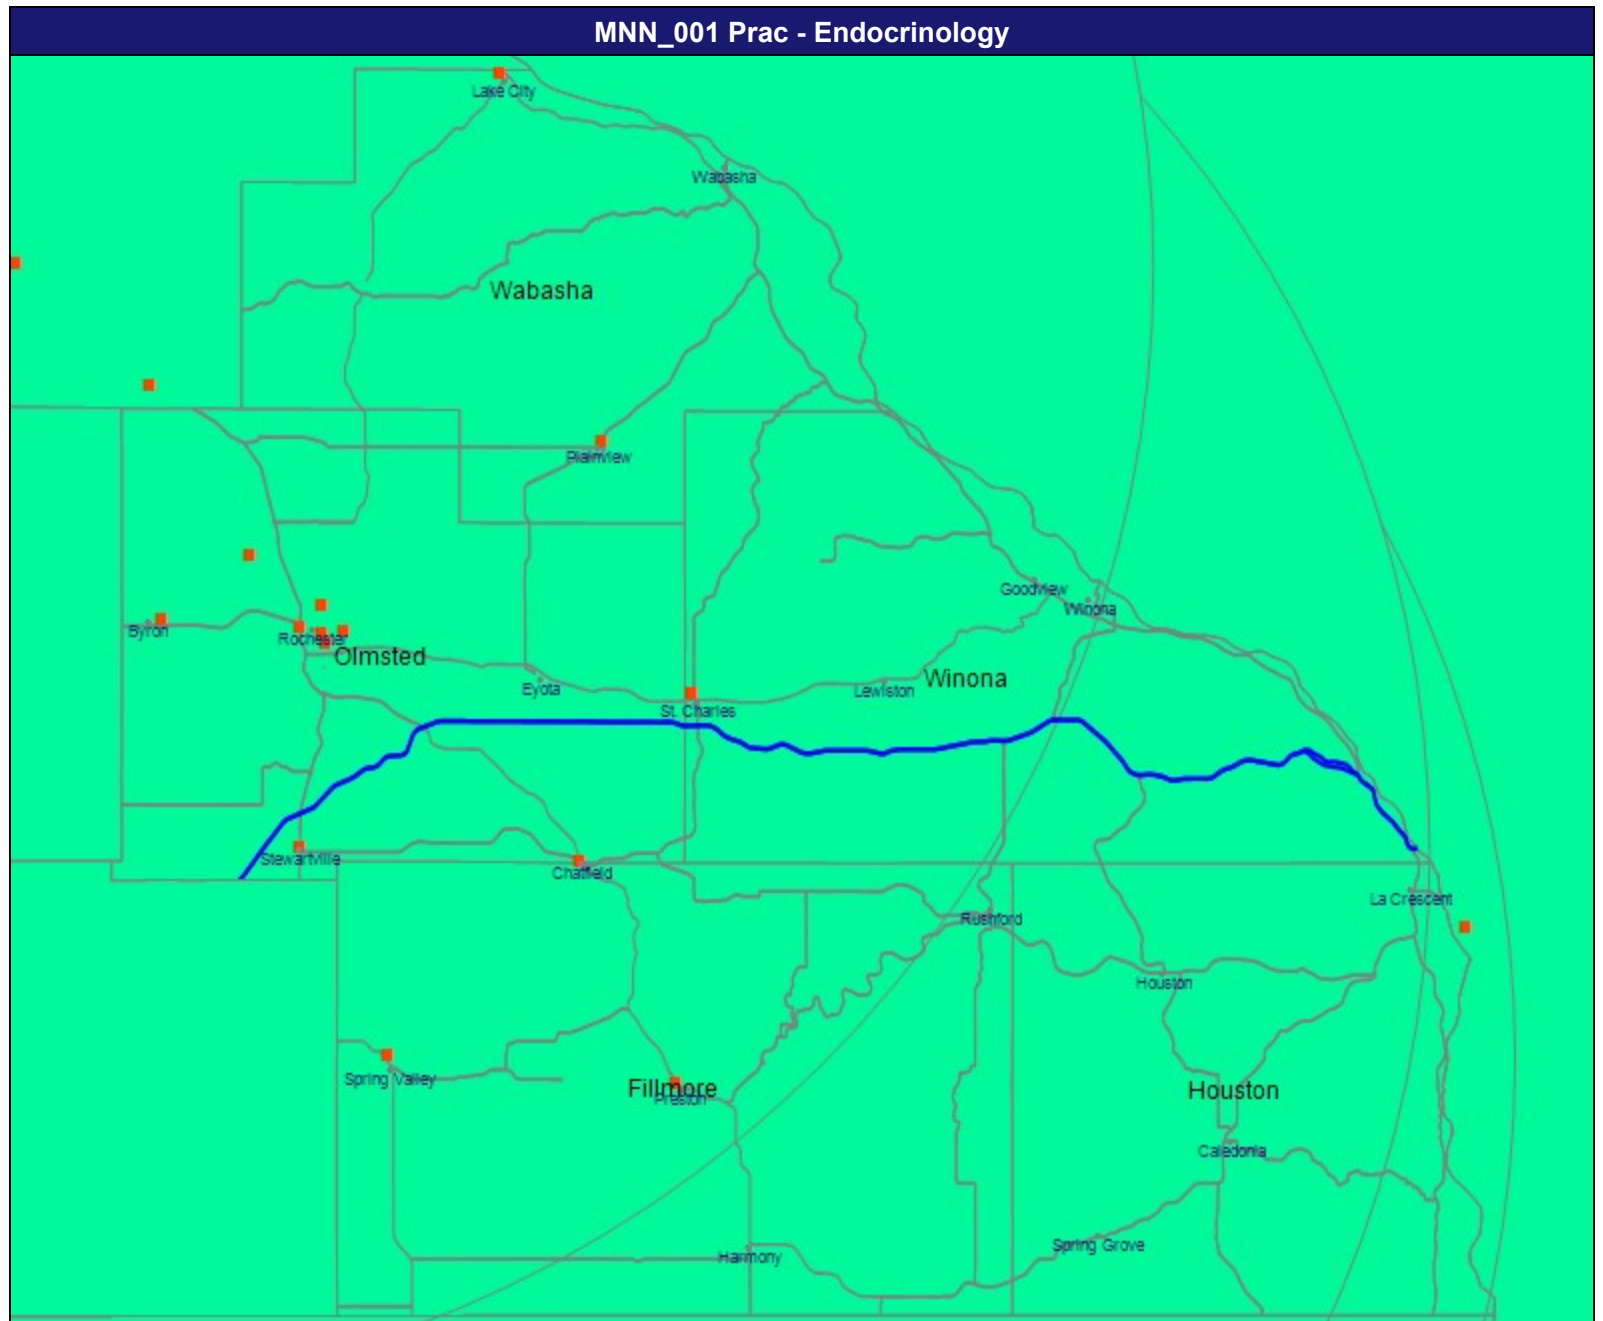 MNN_001 Prac - Endocrinology
Lake City
Wabasha
Wabasha
Plainview
Goodview
Winona
Byron
Rochester
Olmsted
Eyota
Lewiston
Winona
St. Charles
Stewartville
Chatfield
La Crescent
Rushford
Houston
Spring Valley
Fillmore
Preston
Houston
Caledonia
Spring Grove
Harmony